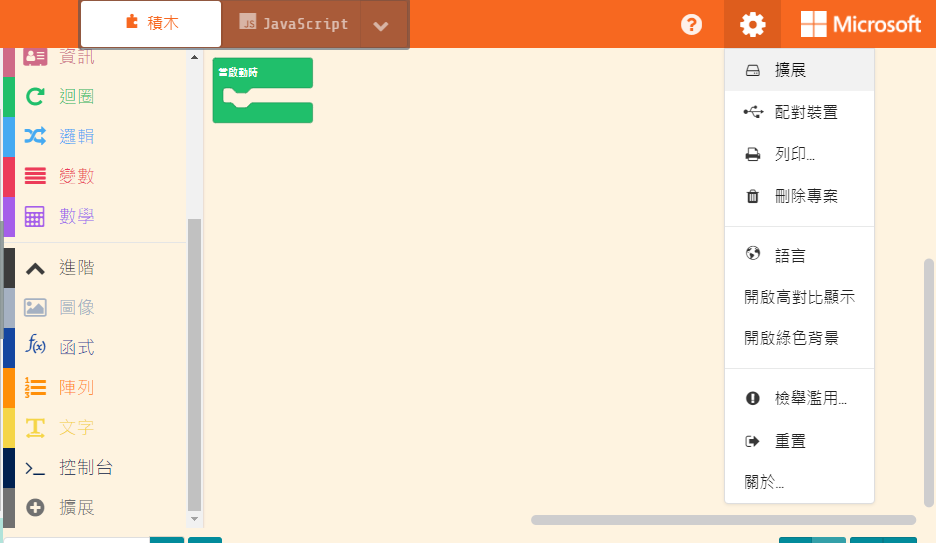 積木
JS JavaScript
?
Microsoft
資訊
迴圈
邏輯
變數
數學
進階
圖像
f(x) 函式
陣列
T 文字
>_ 控制台
擴展
當啟動時
擴展
配對裝置
列印...
刪除專案
語言
開啟高對比顯示
開啟綠色背景
檢舉濫用...
重置
關於...